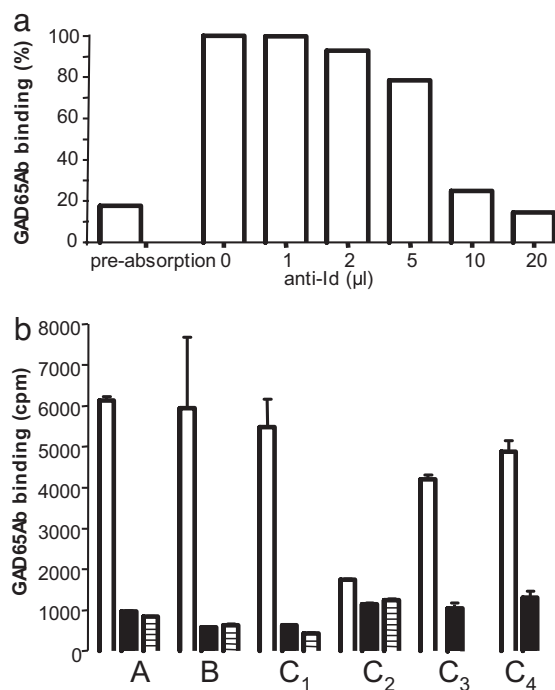 a
GAD65Ab binding (%)
100
80
60
40
20
0
pre-absorption 0 1 2 5 10 20
anti-Id (µl)
b
GAD65Ab binding (cpm)
8000
7000
6000
5000
4000
3000
2000
1000
0
A B C1 C2 C3 C4